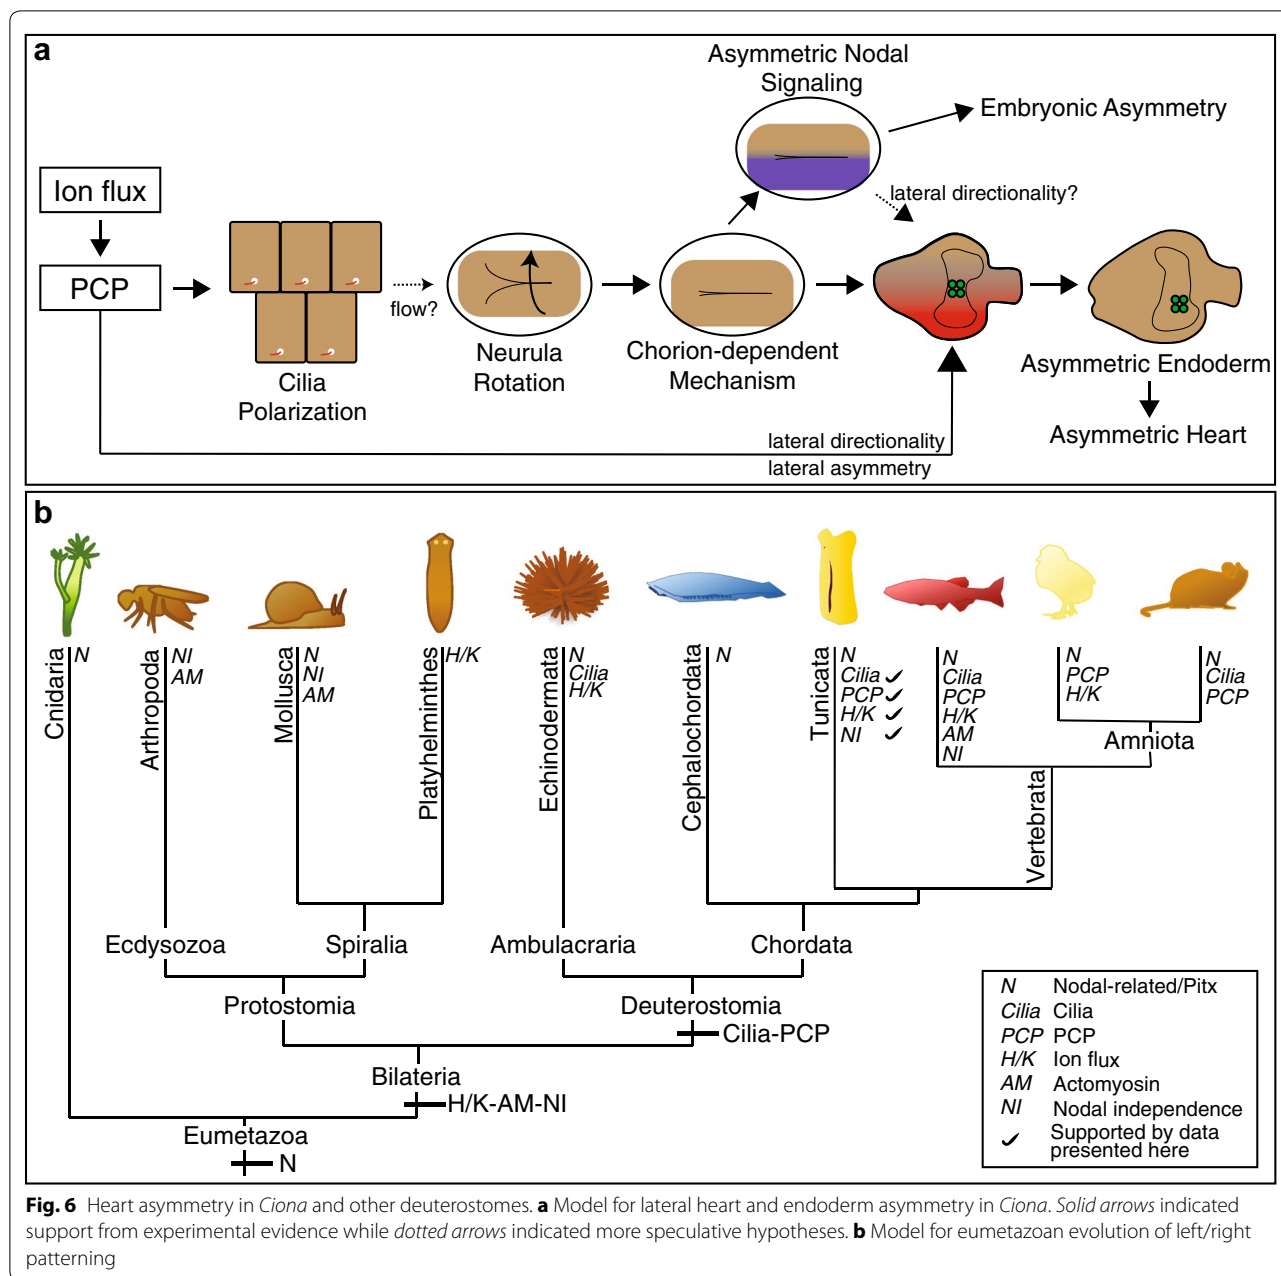 a
Asymmetric Nodal
Signaling
Embryonic Asymmetry
Ion flux
lateral directionality?
PCP
flow?
Neurula
Rotation
Chorion-dependent
Mechanism
Asymmetric Endoderm
Cilia
Polarization
Asymmetric Heart
lateral directionality
lateral asymmetry
b
Cnidaria
N
Arthropoda
NI
AM
Mollusca
N
NI
AM
Platyhelminthes
H/K
Echinodermata
N
Cilia
H/K
Cephalochordata
N
Tunicata
N
Cilia ✓
PCP ✓
H/K ✓
NI ✓
N
Cilia
PCP
H/K
AM
NI
N
PCP
H/K
N
Cilia
PCP
Amniota
Vertebrata
Ecdysozoa
Spiralia
Ambulacraria
Chordata
Protostomia
Deuterostomia
Cilia-PCP
Bilateria
H/K-AM-NI
Eumetazoa
N
N Nodal-related/Pitx
Cilia Cilia
PCP PCP
H/K Ion flux
AM Actomyosin
NI Nodal independence
✓ Supported by data
presented here
Fig. 6 Heart asymmetry in Ciona and other deuterostomes. a Model for lateral heart and endoderm asymmetry in Ciona. Solid arrows indicated
support from experimental evidence while dotted arrows indicated more speculative hypotheses. b Model for eumetazoan evolution of left/right
patterning